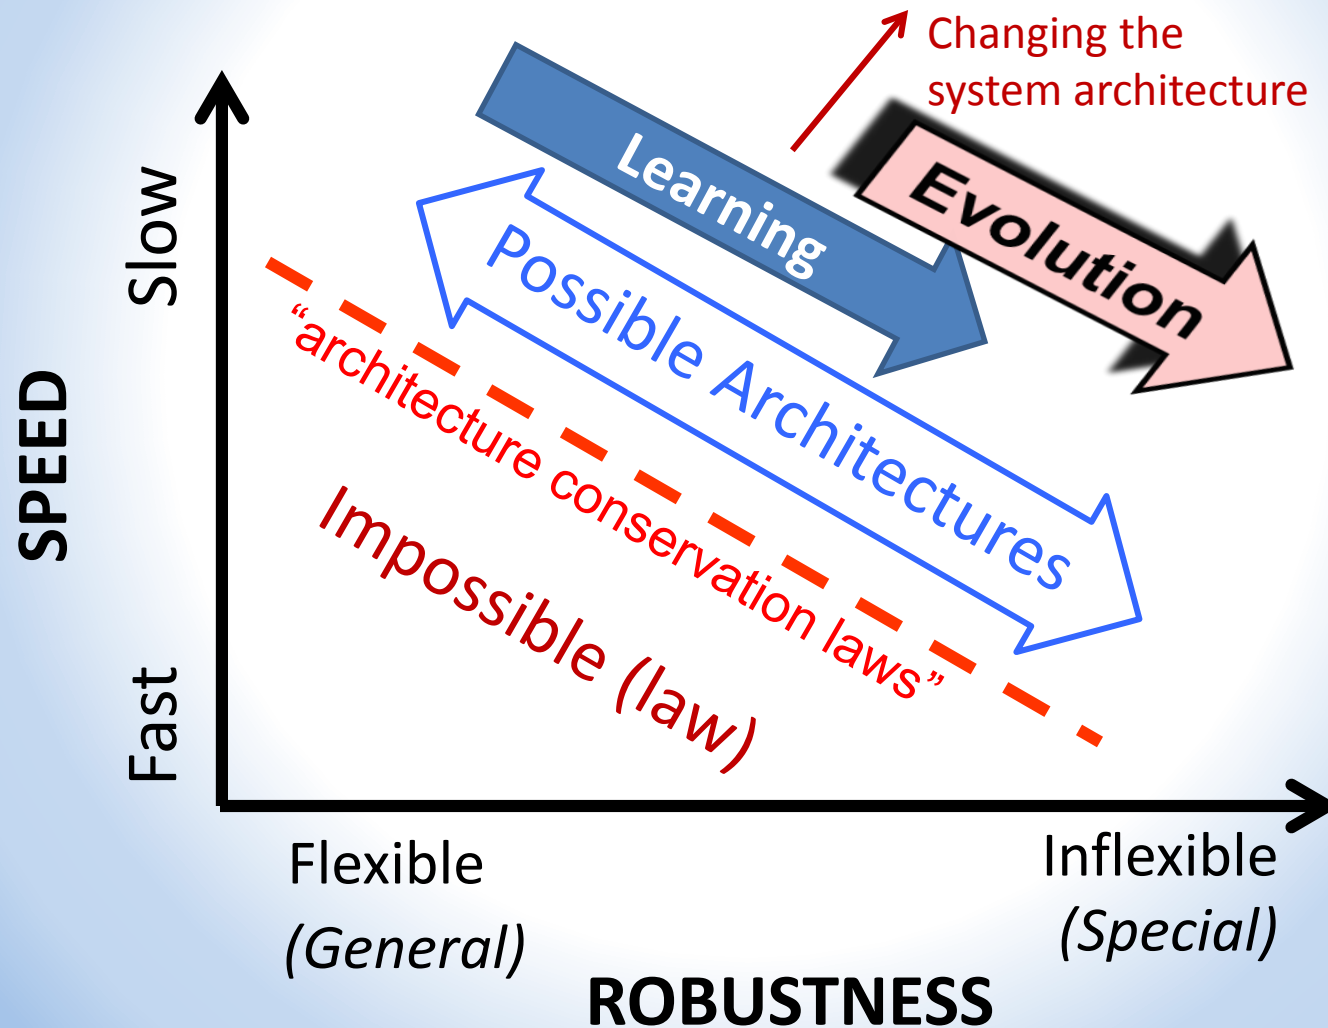 Changing the
system architecture
Learning
Evolution
Possible Architectures
“architecture conservation laws”
Impossible (law)
SPEED
Slow
Fast
Flexible
(General)
Inflexible
(Special)
ROBUSTNESS